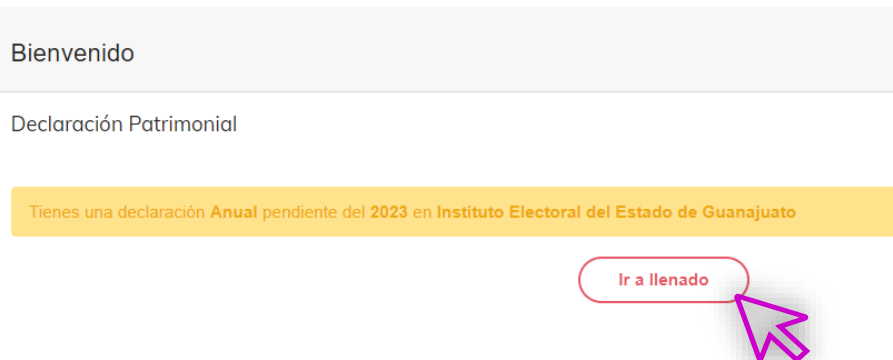 Bienvenido
Declaración Patrimonial
Tienes una declaración Anual pendiente del 2023 en Instituto Electoral del Estado de Guanajuato
Ir a llenado